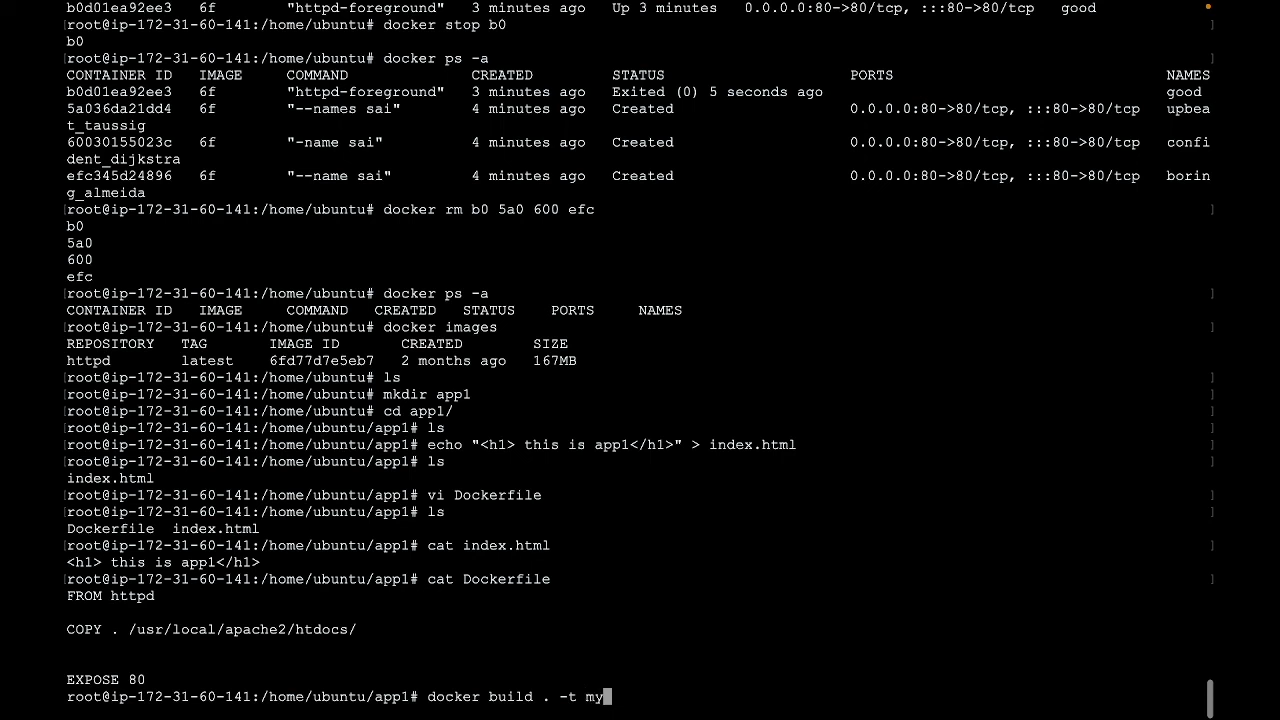 b0d01ea92ee3   6f        "httpd-foreground"   3 minutes ago   Up 3 minutes   0.0.0.0:80->80/tcp, :::80->80/tcp   good
[root@ip-172-31-60-141:/home/ubuntu# docker stop b0
b0
[root@ip-172-31-60-141:/home/ubuntu# docker ps -a
CONTAINER ID   IMAGE     COMMAND              CREATED         STATUS                     PORTS                               NAMES
b0d01ea92ee3   6f        "httpd-foreground"   3 minutes ago   Exited (0) 5 seconds ago                                       good
5a036da21dd4   6f        "--names sai"        4 minutes ago   Created                    0.0.0.0:80->80/tcp, :::80->80/tcp   upbea
t_taussig
60030155023c   6f        "-name sai"          4 minutes ago   Created                    0.0.0.0:80->80/tcp, :::80->80/tcp   confi
dent_dijkstra
efc345d24896   6f        "--name sai"         4 minutes ago   Created                    0.0.0.0:80->80/tcp, :::80->80/tcp   borin
g_almeida
[root@ip-172-31-60-141:/home/ubuntu# docker rm b0 5a0 600 efc ]
b0
5a0
600
efc
[root@ip-172-31-60-141:/home/ubuntu# docker ps -a ]
CONTAINER ID   IMAGE     COMMAND   CREATED   STATUS    PORTS     NAMES
[root@ip-172-31-60-141:/home/ubuntu# docker images ]
REPOSITORY   TAG       IMAGE ID       CREATED        SIZE
httpd        latest    6fd77d7e5eb7   2 months ago   167MB
[root@ip-172-31-60-141:/home/ubuntu# ls ]
[root@ip-172-31-60-141:/home/ubuntu# mkdir app1 ]
[root@ip-172-31-60-141:/home/ubuntu# cd app1/ ]
[root@ip-172-31-60-141:/home/ubuntu/app1# ls ]
[root@ip-172-31-60-141:/home/ubuntu/app1# echo "<h1> this is app1</h1>" > index.html ]
[root@ip-172-31-60-141:/home/ubuntu/app1# ls ]
index.html
[root@ip-172-31-60-141:/home/ubuntu/app1# vi Dockerfile ]
[root@ip-172-31-60-141:/home/ubuntu/app1# ls ]
Dockerfile  index.html
[root@ip-172-31-60-141:/home/ubuntu/app1# cat index.html ]
<h1> this is app1</h1>
[root@ip-172-31-60-141:/home/ubuntu/app1# cat Dockerfile ]
FROM httpd
COPY . /usr/local/apache2/htdocs/
EXPOSE 80
root@ip-172-31-60-141:/home/ubuntu/app1# docker build . -t my